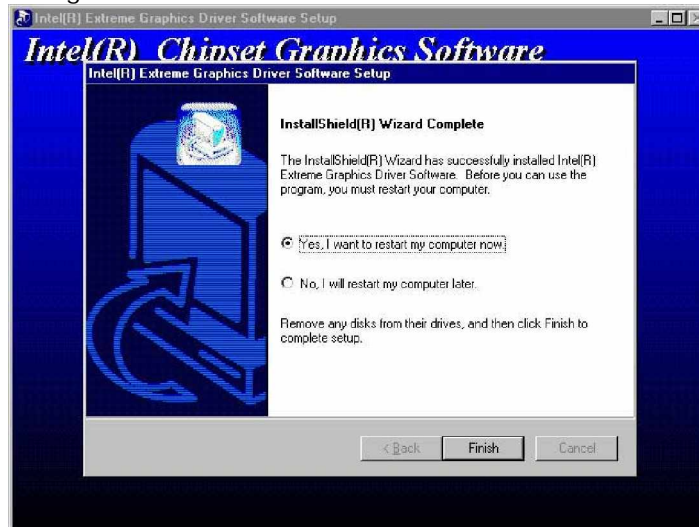 Intel(R) Extreme Graphics Driver Software Setup
Intel(R) Chipset Graphics Software
Intel(R) Extreme Graphics Driver Software Setup
InstallShield(R) Wizard Complete
The InstallShield(R) Wizard has successfully installed Intel(R)
Extreme Graphics Driver Software. Before you can use the
program, you must restart your computer.
Yes, I want to restart my computer now.
No, I will restart my computer later.
Remove any disks from their drives, and then click Finish to
complete setup.
< Back
Finish
Cancel